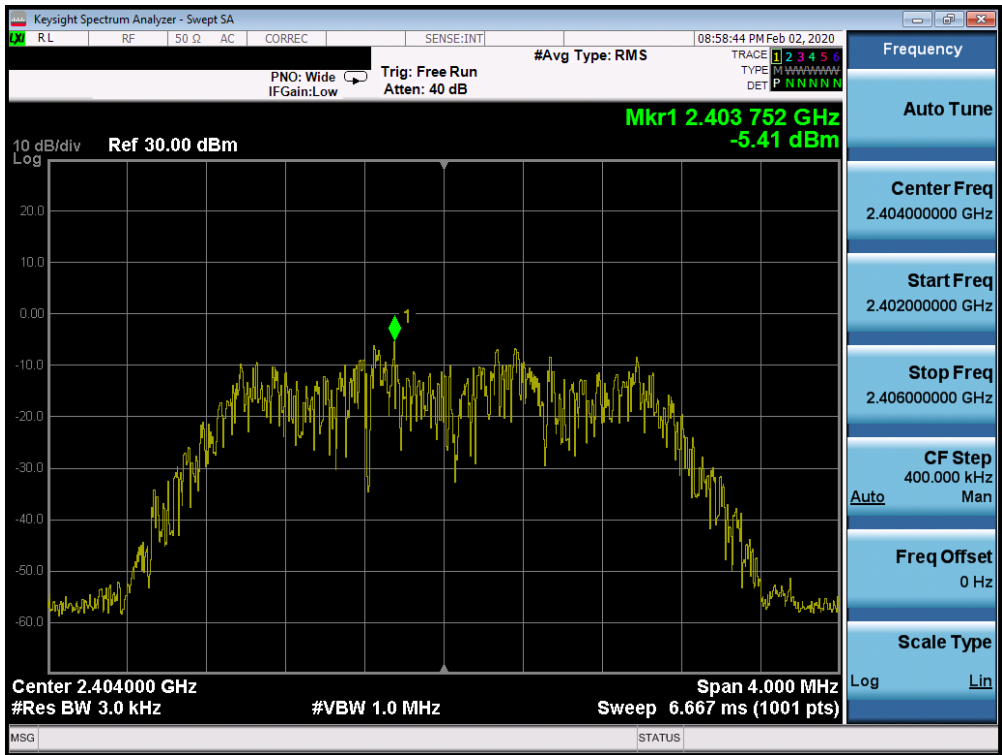 Keysight Spectrum Analyzer - Swept SA
LXI RL RF 50 Ω AC CORREC SENSE:INT 08:58:44 PM Feb 02, 2020
PNO: Wide Trig: Free Run #Avg Type: RMS TRACE 1 2 3 4 5 6
IFGain:Low Atten: 40 dB TYPE M WWWWW
DET P N N N N N
Mkr1 2.403 752 GHz
-5.41 dBm
10 dB/div Ref 30.00 dBm
Log
20.0
10.0
0.00
-10.0
-20.0
-30.0
-40.0
-50.0
-60.0
1
Center 2.404000 GHz Span 4.000 MHz
#Res BW 3.0 kHz #VBW 1.0 MHz Sweep 6.667 ms (1001 pts)
MSG STATUS
Frequency
Auto Tune
Center Freq
2.404000000 GHz
Start Freq
2.402000000 GHz
Stop Freq
2.406000000 GHz
CF Step
400.000 kHz
Auto Man
Freq Offset
0 Hz
Scale Type
Log Lin